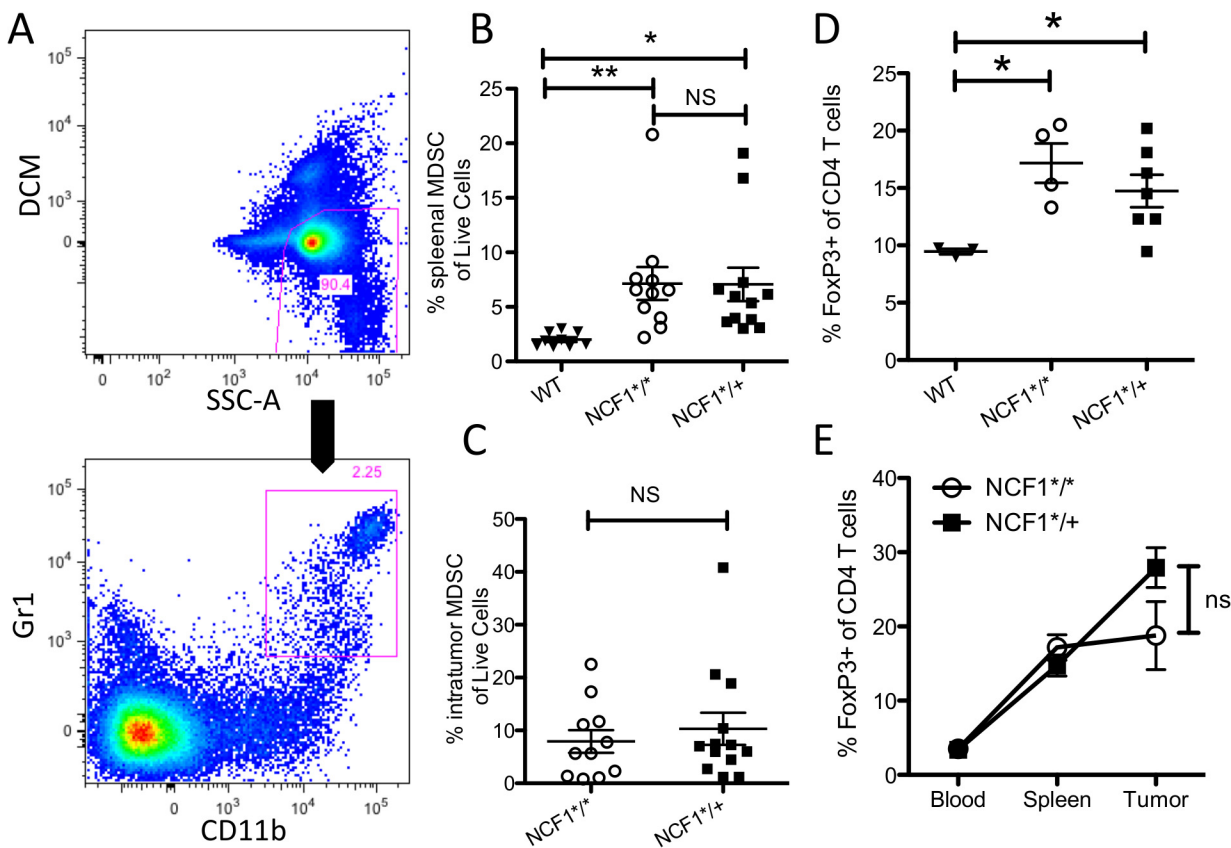 A
10^5
10^4
10^3
0
DCM
90.4
0
10^2
10^3
10^4
10^5
SSC-A
2.25
10^5
10^4
10^3
0
Gr1
0
10^3
10^4
10^5
CD11b
B
*
**
NS
25
20
15
10
5
0
% spleenal MDSC
of Live Cells
WT
NCF1*/*
NCF1*/+
C
NS
50
40
30
20
10
0
% intratumor MDSC
of Live Cells
NCF1*/*
NCF1*/+
D
*
*
25
20
15
10
5
0
% FoxP3+ of CD4 T cells
WT
NCF1*/*
NCF1*/+
E
40
30
20
10
0
% FoxP3+ of CD4 T cells
NCF1*/*
NCF1*/+
ns
Blood
Spleen
Tumor